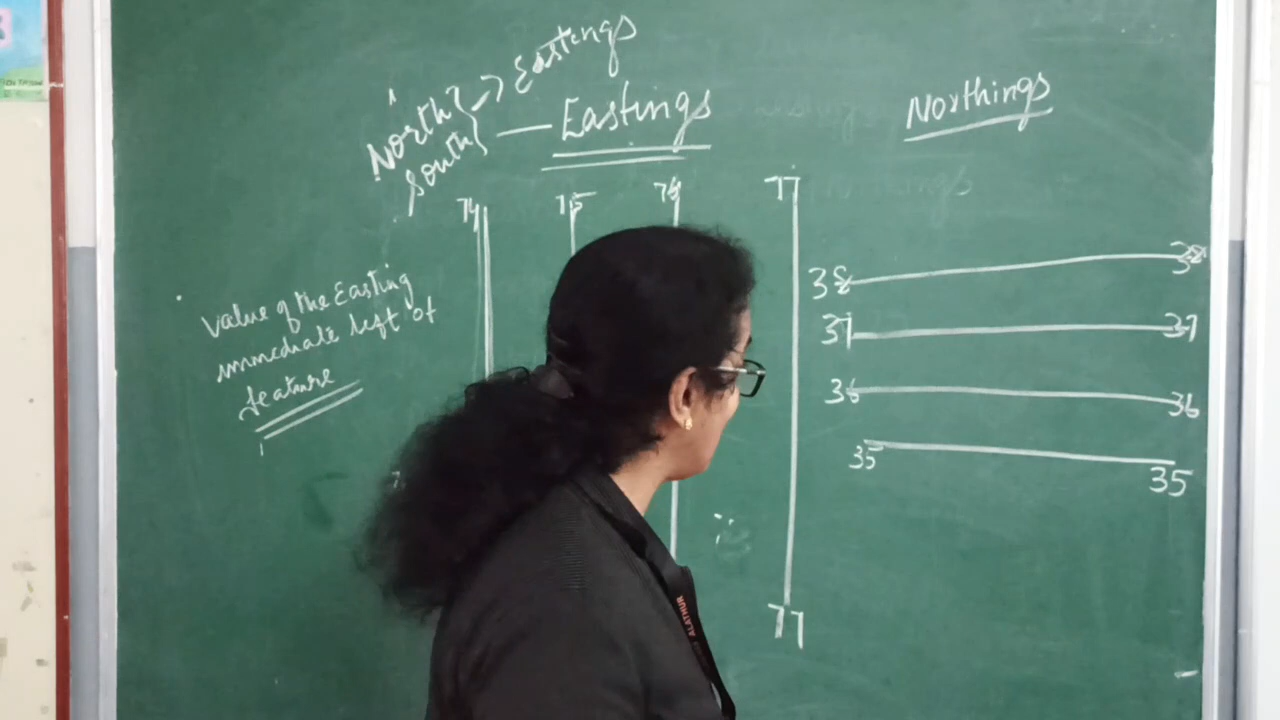 North } → Eastings
South } — Eastings
Northings
74 75 76 77
value of the Easting
immediate left of
feature
38 38
37 37
36 36
35 35
77
ALATHUR